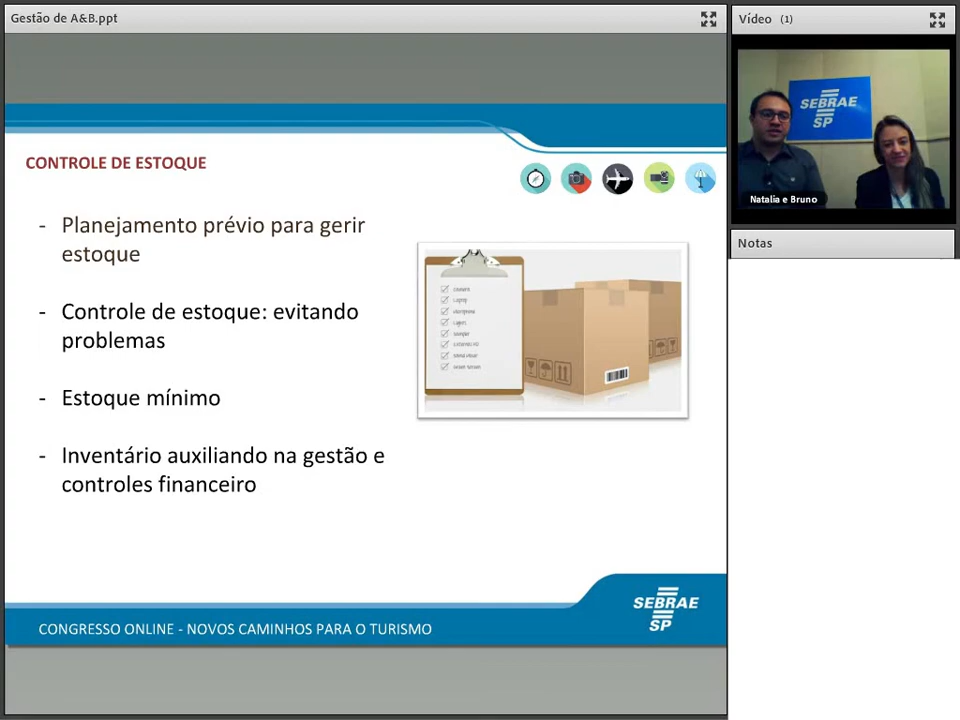 Gestão de A&B.ppt
Vídeo (1)
SEBRAE
SP
Natalia e Bruno
Notas
CONTROLE DE ESTOQUE
- Planejamento prévio para gerir
estoque
- Controle de estoque: evitando
problemas
- Estoque mínimo
- Inventário auxiliando na gestão e
controles financeiro
SEBRAE
SP
CONGRESSO ONLINE - NOVOS CAMINHOS PARA O TURISMO